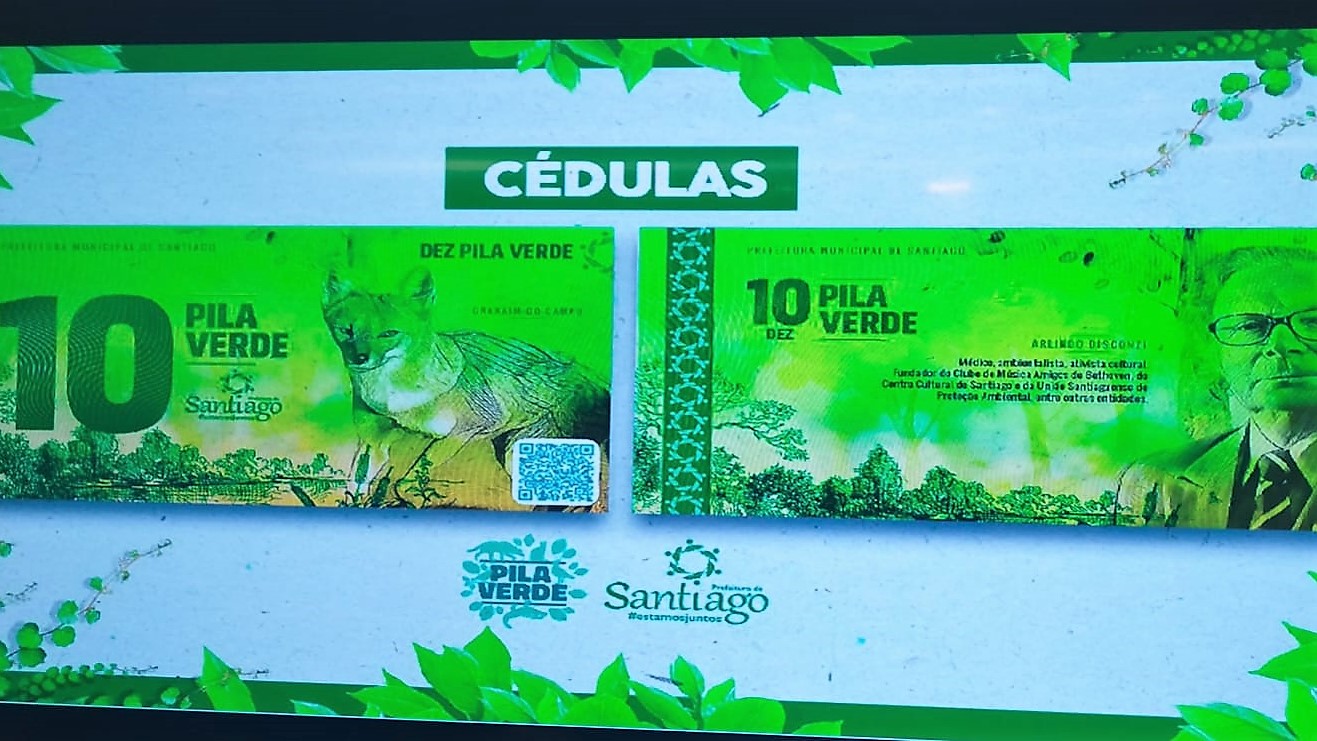 CÉDULAS
PREFEITURA MUNICIPAL DE SANTIAGO
DEZ PILA VERDE
GRAXAIM-DO-CAMPO
10
PILA
VERDE
Santiago
PREFEITURA MUNICIPAL DE SANTIAGO
10
DEZ
PILA
VERDE
ARLINDO DISCONZI
Médico, ambientalista, ativista cultural.
Fundador do Clube de Música Amigos de Bethoven, do
Centro Cultural de Santiago e da Unide Santiagrense de
Proteção Ambiental, entre outras entidades.
PILA
VERDE
Prefeitura de
Santiago
#estamosjuntos